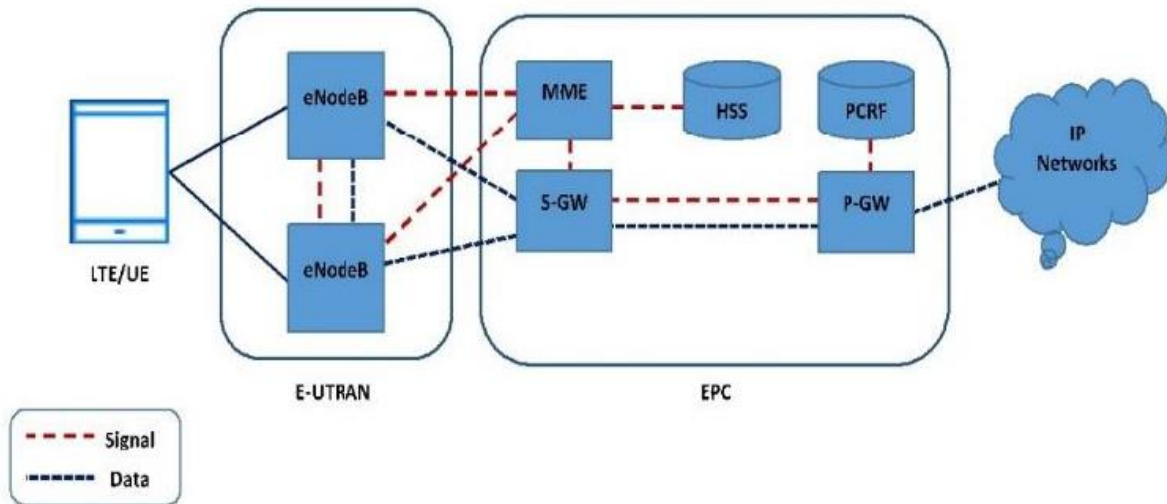 eNodeB
MME
HSS
PCRF
IP
Networks
S-GW
P-GW
eNodeB
LTE/UE
E-UTRAN
EPC
Signal
Data